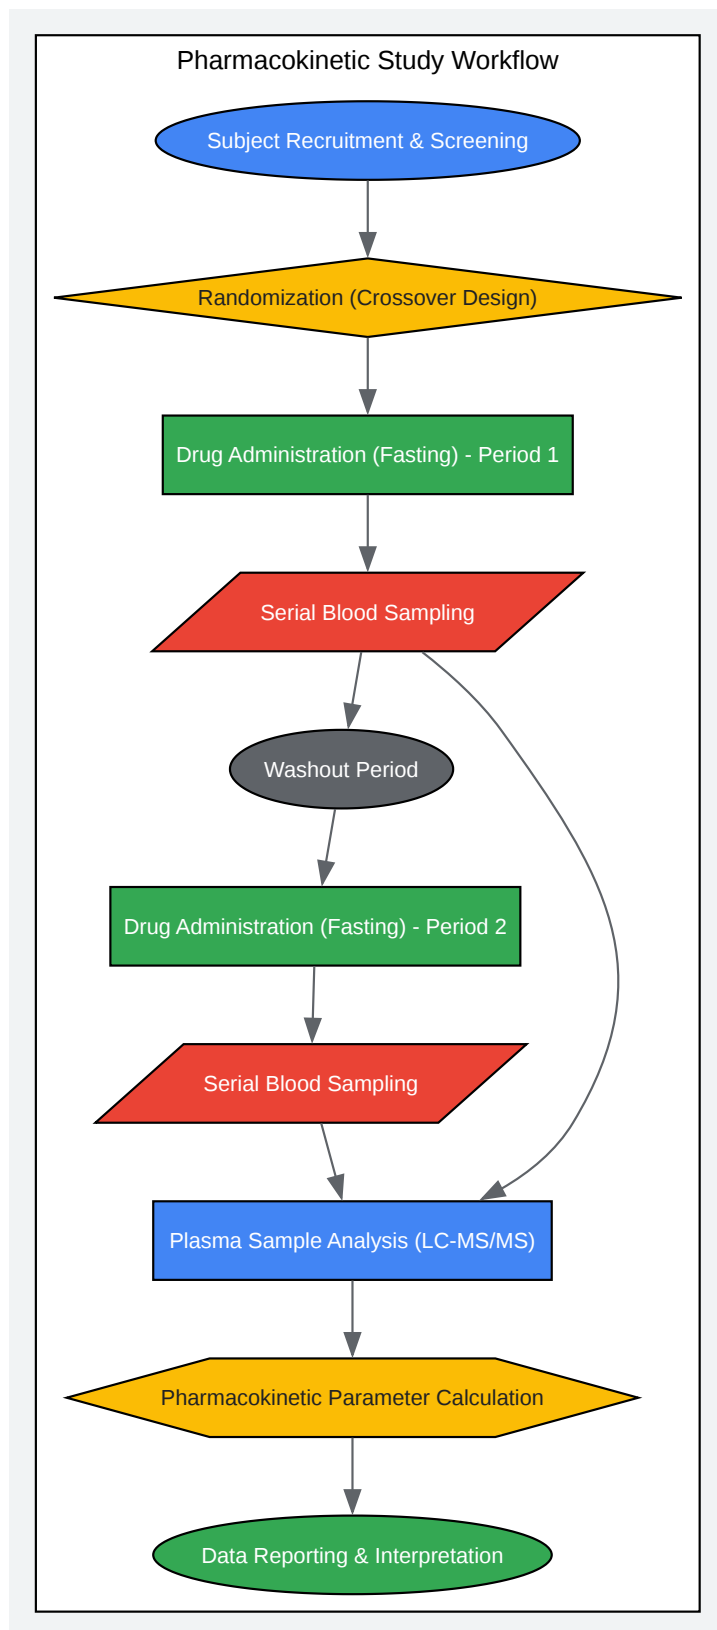 Pharmacokinetic Study Workflow
Subject Recruitment & Screening
Randomization (Crossover Design)
Drug Administration (Fasting) - Period 1
Serial Blood Sampling
Washout Period
Drug Administration (Fasting) - Period 2
Serial Blood Sampling
Plasma Sample Analysis (LC-MS/MS)
Pharmacokinetic Parameter Calculation
Data Reporting & Interpretation